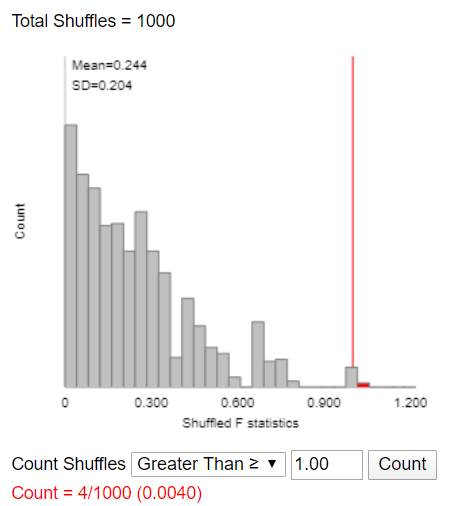 Total Shuffles = 1000
Mean=0.244
SD=0.204
Count
0 0.300 0.600 0.900 1.200
Shuffled F statistics
Count Shuffles Greater Than ≥ ▼ 1.00 Count
Count = 4/1000 (0.0040)